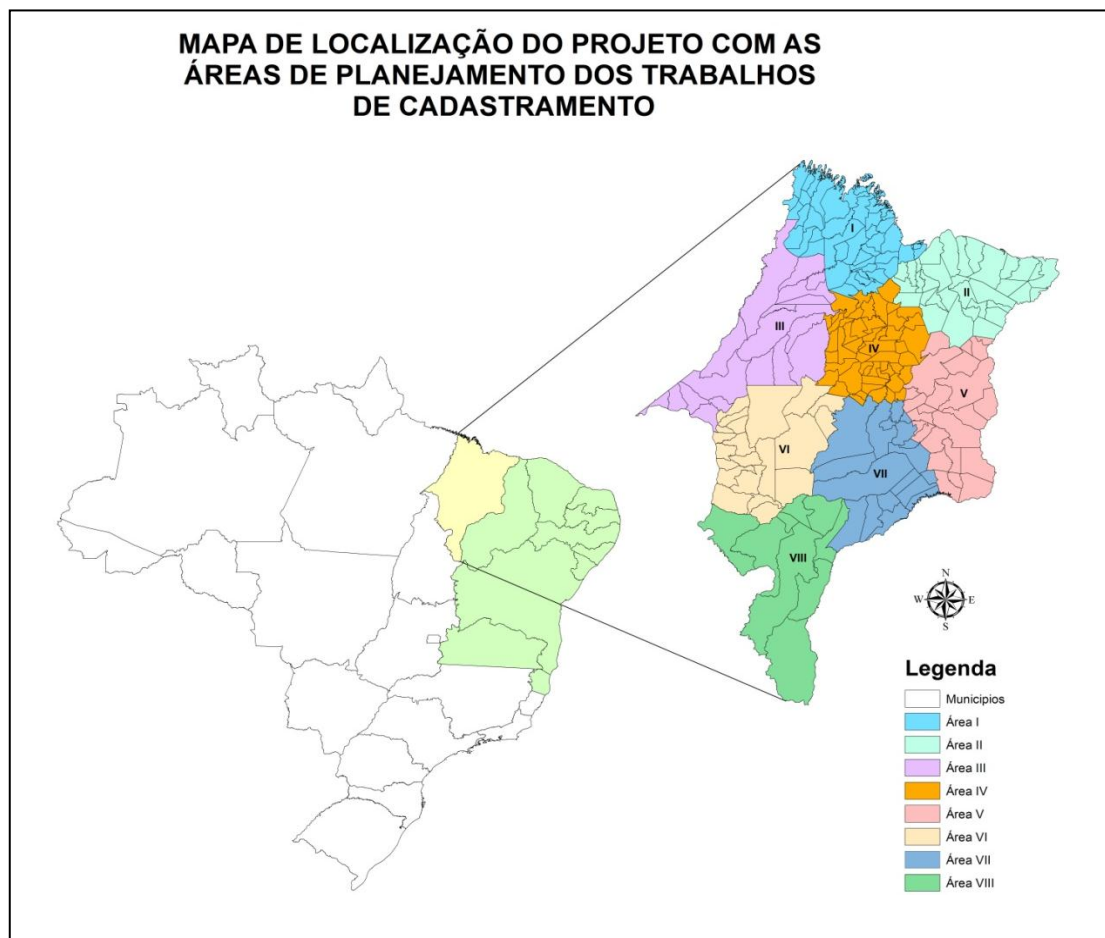 MAPA DE LOCALIZAÇÃO DO PROJETO COM AS
ÁREAS DE PLANEJAMENTO DOS TRABALHOS
DE CADASTRAMENTO
I
II
III
IV
V
VI
VII
VIII
N
W E
S
Legenda
Municipios
Área I
Área II
Área III
Área IV
Área V
Área VI
Área VII
Área VIII